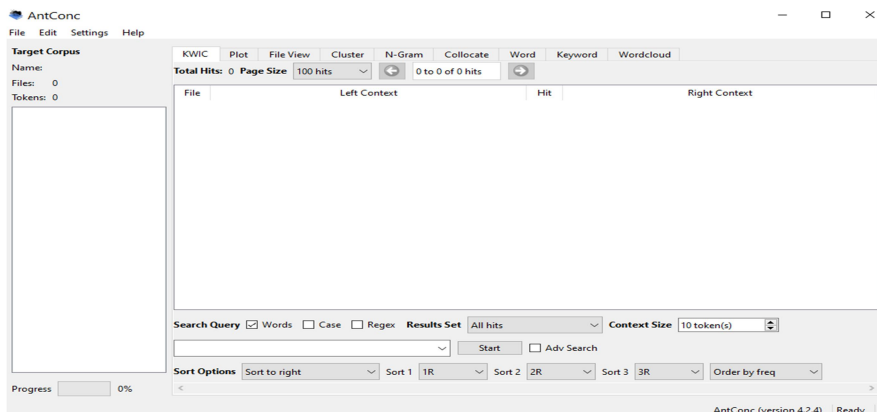 AntConc
File Edit Settings Help
Target Corpus
Name:
Files: 0
Tokens: 0
Progress 0%
KWIC Plot File View Cluster N-Gram Collocate Word Keyword Wordcloud
Total Hits: 0 Page Size 100 hits 0 to 0 of 0 hits
File Left Context Hit Right Context
Search Query Words Case Regex Results Set All hits Context Size 10 token(s)
Start Adv Search
Sort Options Sort to right Sort 1 1R Sort 2 2R Sort 3 3R Order by freq
AntConc (version 4.2.4) Ready